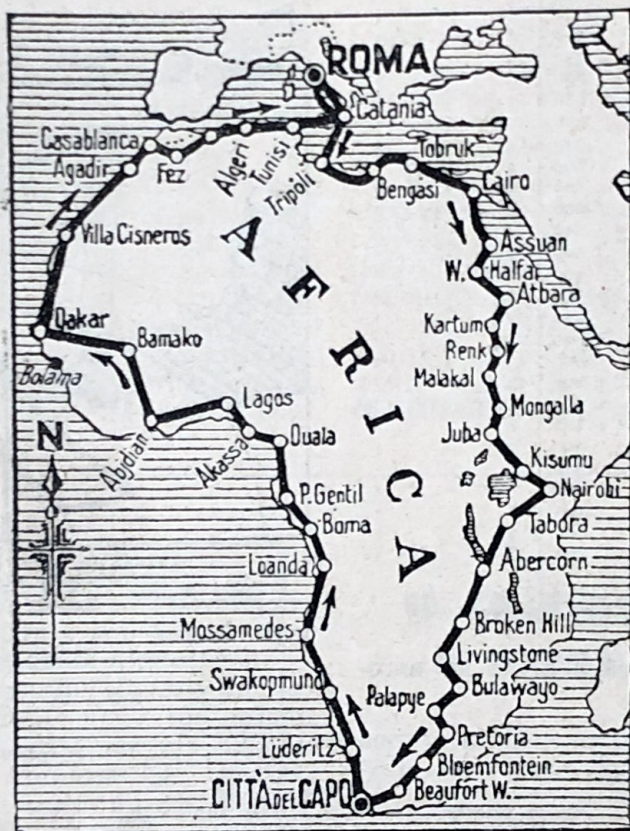 ROMA
Catania
Casablanca
Agadir
Fez
Algeri
Tunisi
Tripoli
Bengasi
Tobruk
Cairo
Villa Cisneros
Assuan
W. Halfai
Atbara
Dakar
Bamako
Kartum
Renk
Bolama
Malakal
Lagos
Mongalla
Abjdian
Akassa
Duala
Juba
Kisumu
Nairobi
N
P. Gentil
Boma
Tabora
Loanda
Abercorn
Mossamedes
Broken Hill
Livingstone
Swakopmund
Palapye
Bulawayo
Pretoria
Lüderitz
Bloemfontein
CITTÀ DEL CAPO
Beaufort W.
AFRICA